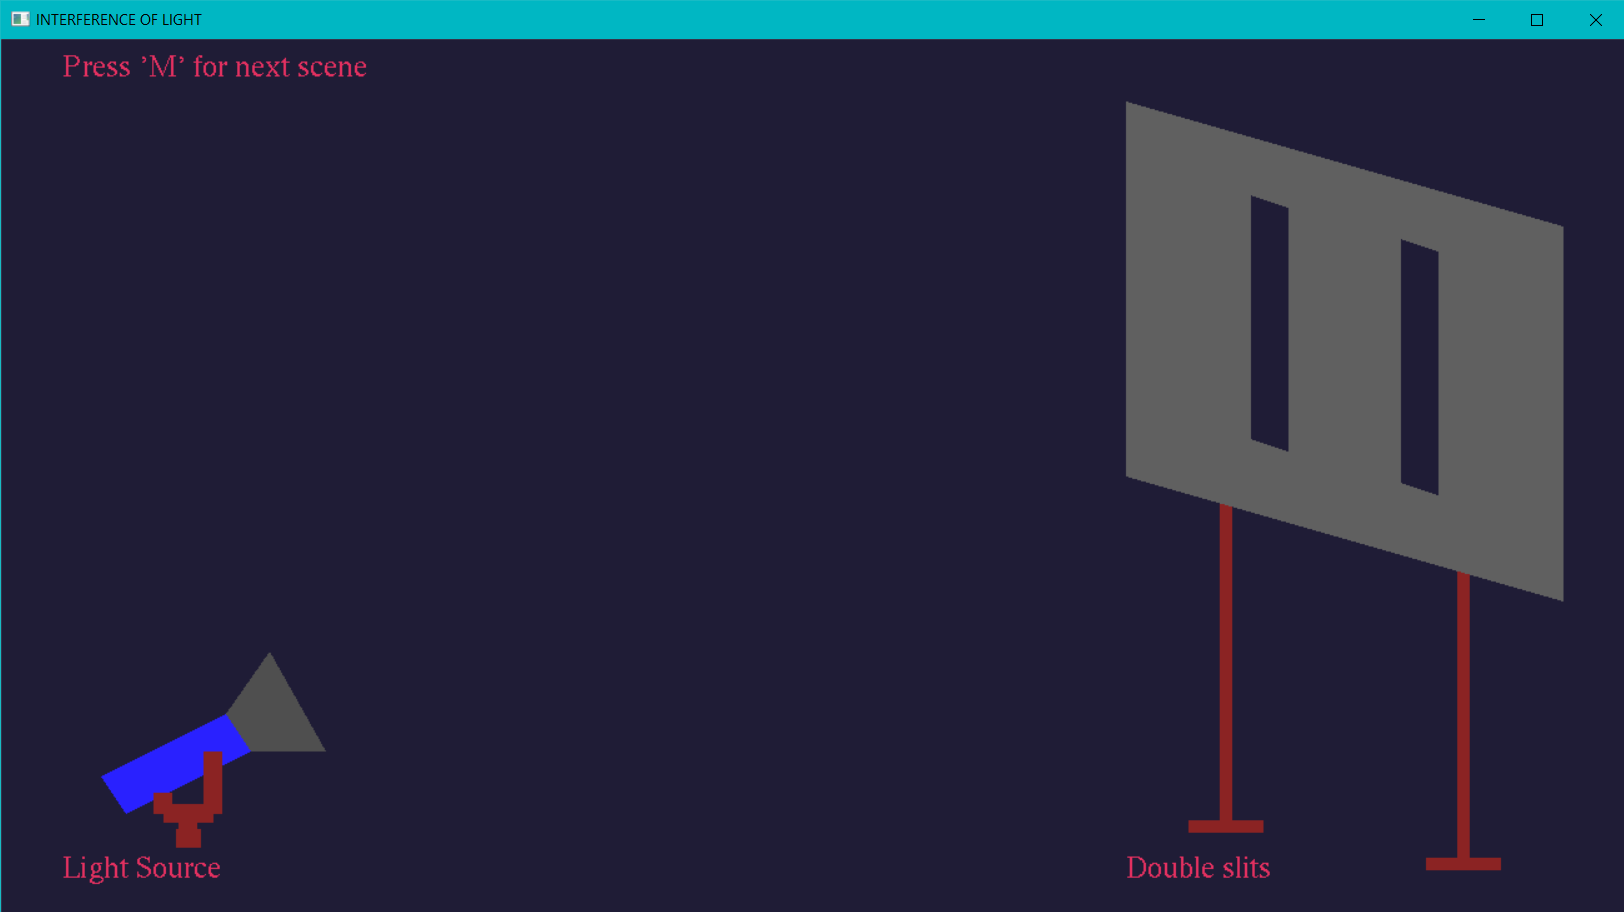 INTERFERENCE OF LIGHT
Press 'M' for next scene
Light Source
Double slits